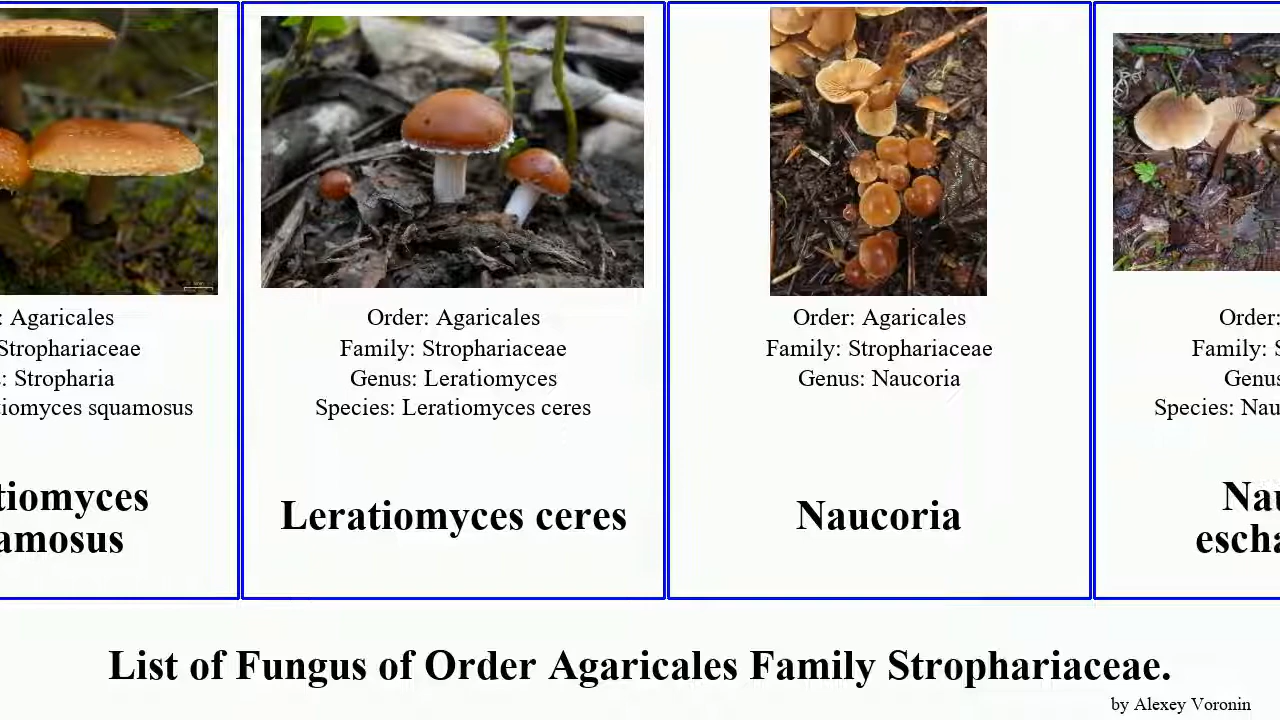 : Agaricales
Strophariaceae
: Stropharia
tiomyces squamosus
tiomyces
amosus
Order: Agaricales
Family: Strophariaceae
Genus: Leratiomyces
Species: Leratiomyces ceres
Leratiomyces ceres
Order: Agaricales
Family: Strophariaceae
Genus: Naucoria
Naucoria
Order:
Family: S
Genus
Species: Nau
Nau
escha
List of Fungus of Order Agaricales Family Strophariaceae.
by Alexey Voronin